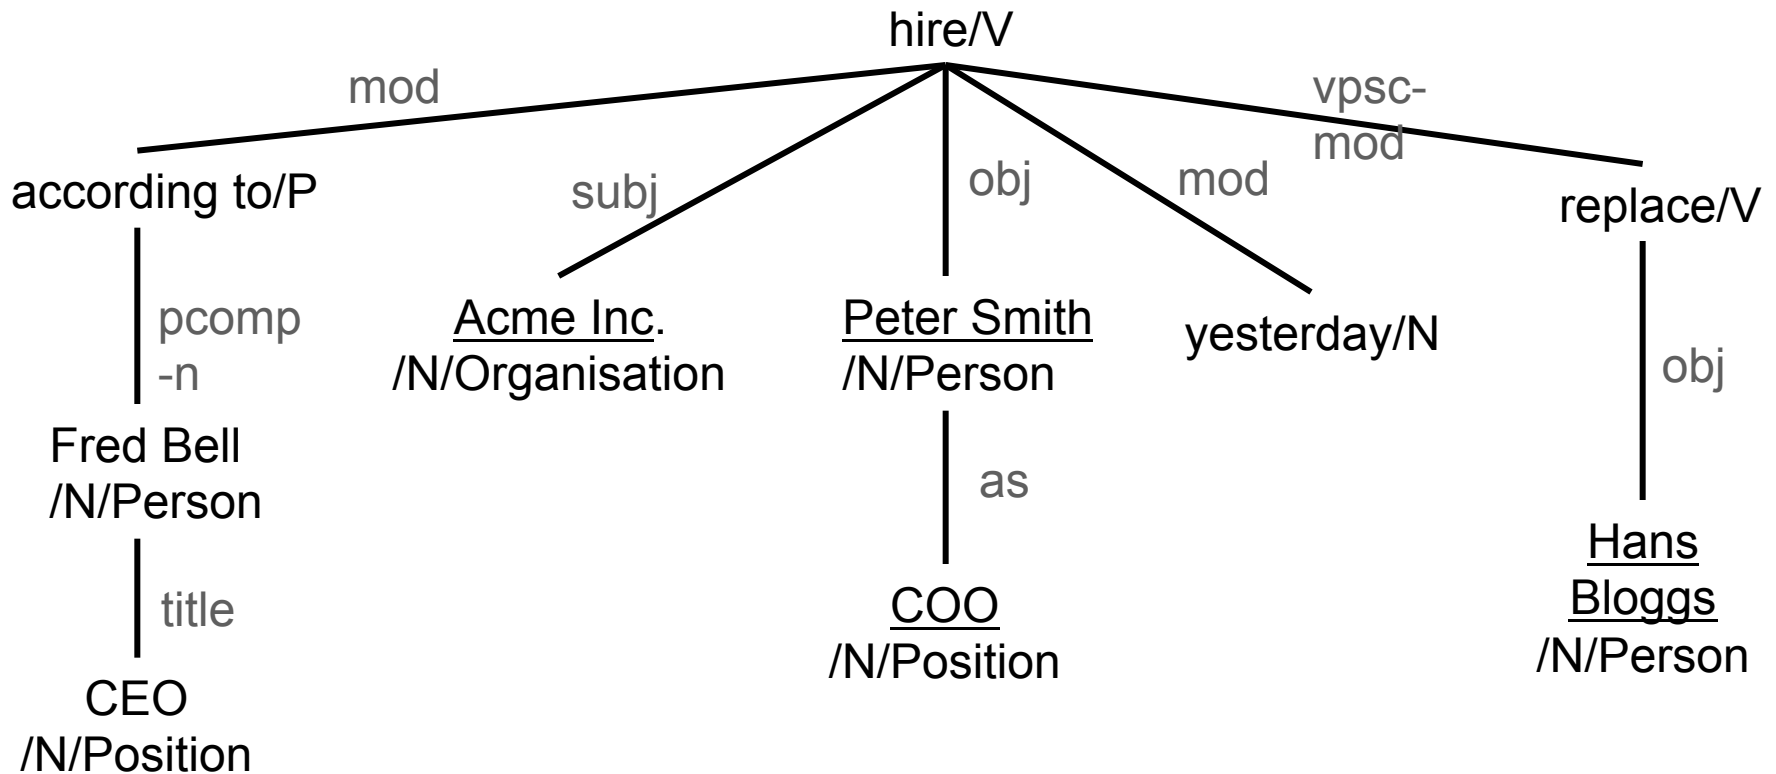 hire/V
mod
vpsc-
mod
according to/P
subj
obj
mod
replace/V
pcomp
-n
Acme Inc.
/N/Organisation
Peter Smith
/N/Person
yesterday/N
obj
Fred Bell
/N/Person
as
Hans
Bloggs
/N/Person
title
COO
/N/Position
CEO
/N/Position